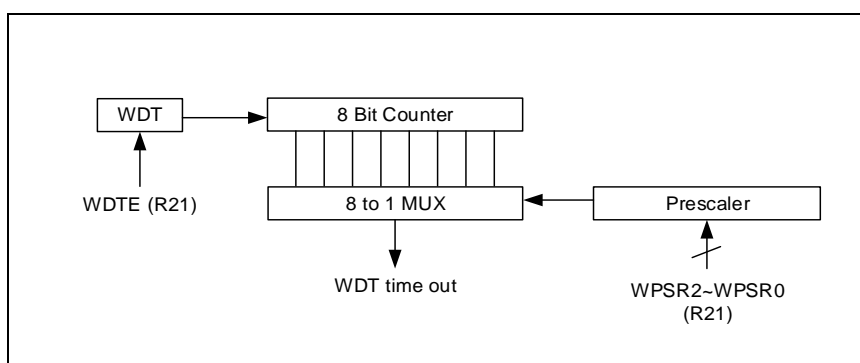 WDT
8 Bit Counter
WDTE (R21)
8 to 1 MUX
Prescaler
WDT time out
WPSR2~WPSR0
(R21)